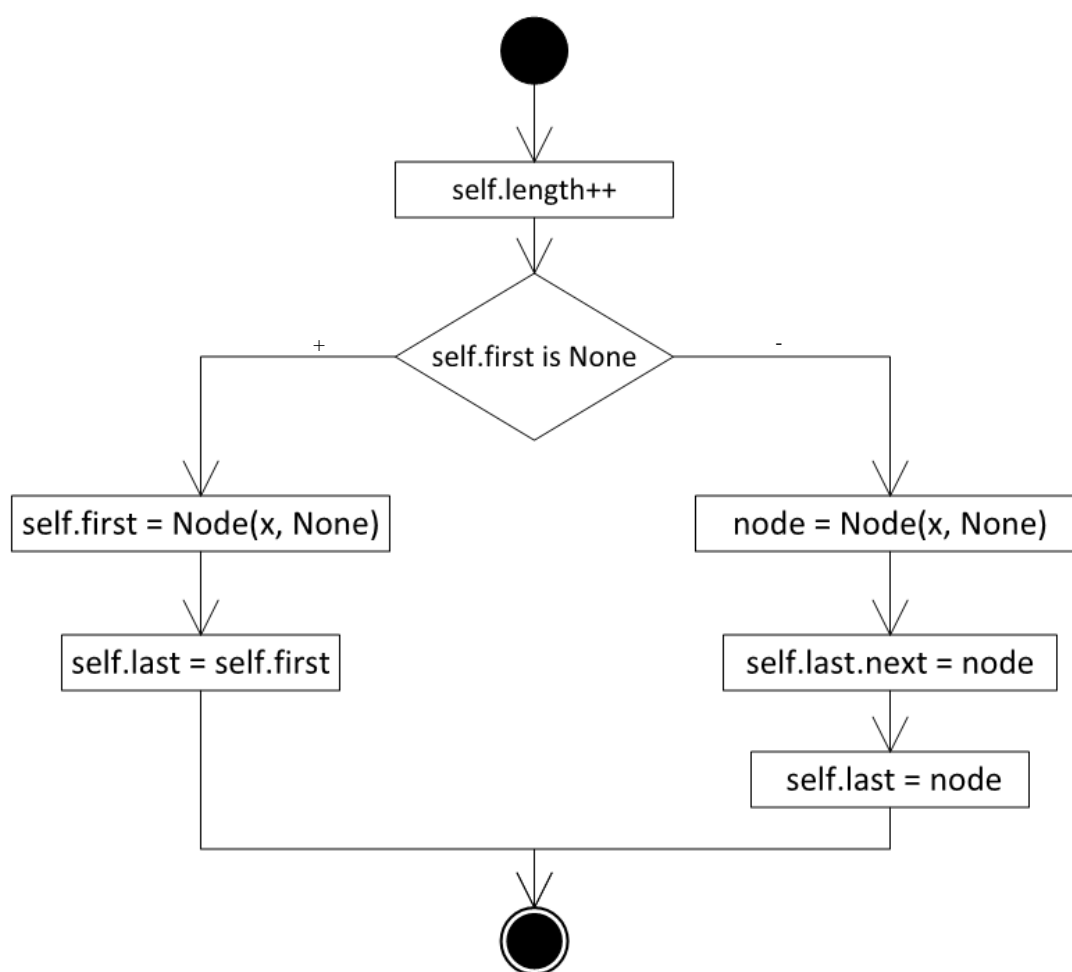 self.length++
+
self.first is None
-
self.first = Node(x, None)
node = Node(x, None)
self.last = self.first
self.last.next = node
self.last = node